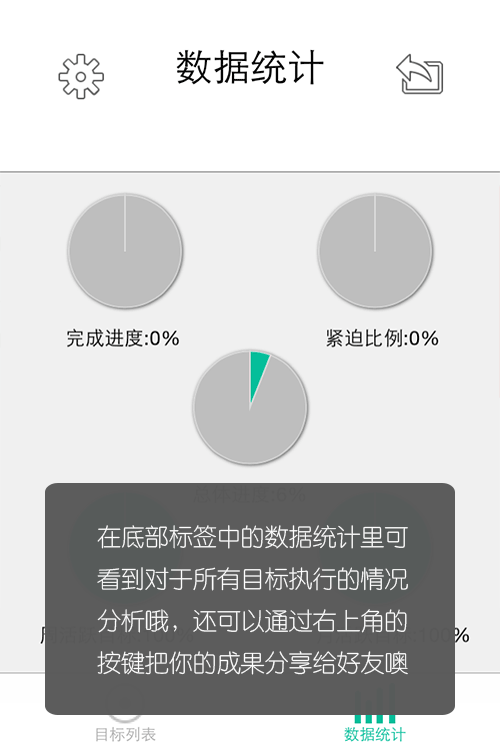 数据统计
完成进度:0%
紧迫比例:0%
在底部标签中的数据统计里可
看到对于所有目标执行的情况
分析哦，还可以通过右上角的
按键把你的成果分享给好友噢
目标列表
数据统计